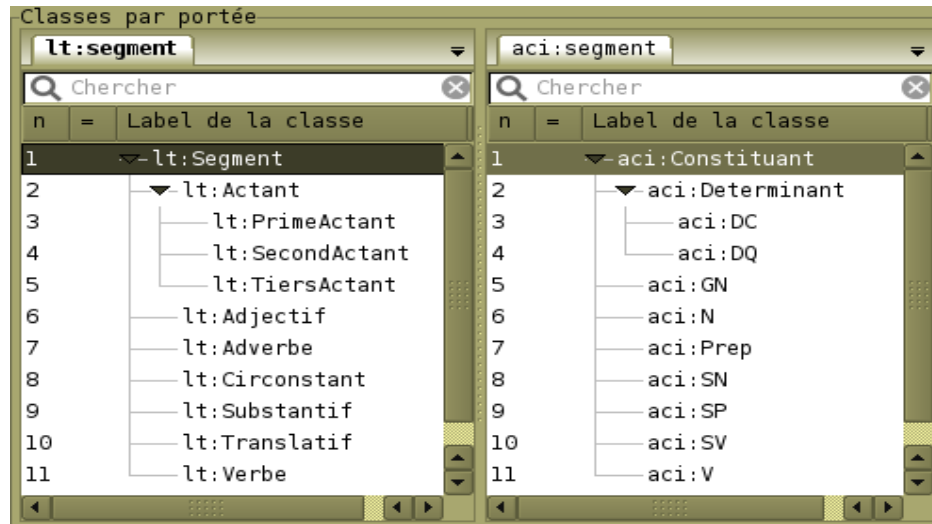 Classes par portée
lt:segment
Chercher
n = Label de la classe
1 lt:Segment
2 lt:Actant
3 lt:PrimeActant
4 lt:SecondActant
5 lt:TiersActant
6 lt:Adjectif
7 lt:Adverbe
8 lt:Circonstant
9 lt:Substantif
10 lt:Translatif
11 lt:Verbe
aci:segment
Chercher
n = Label de la classe
1 aci:Constituant
2 aci:Determinant
3 aci:DC
4 aci:DQ
5 aci:GN
6 aci:N
7 aci:Prep
8 aci:SN
9 aci:SP
10 aci:SV
11 aci:V